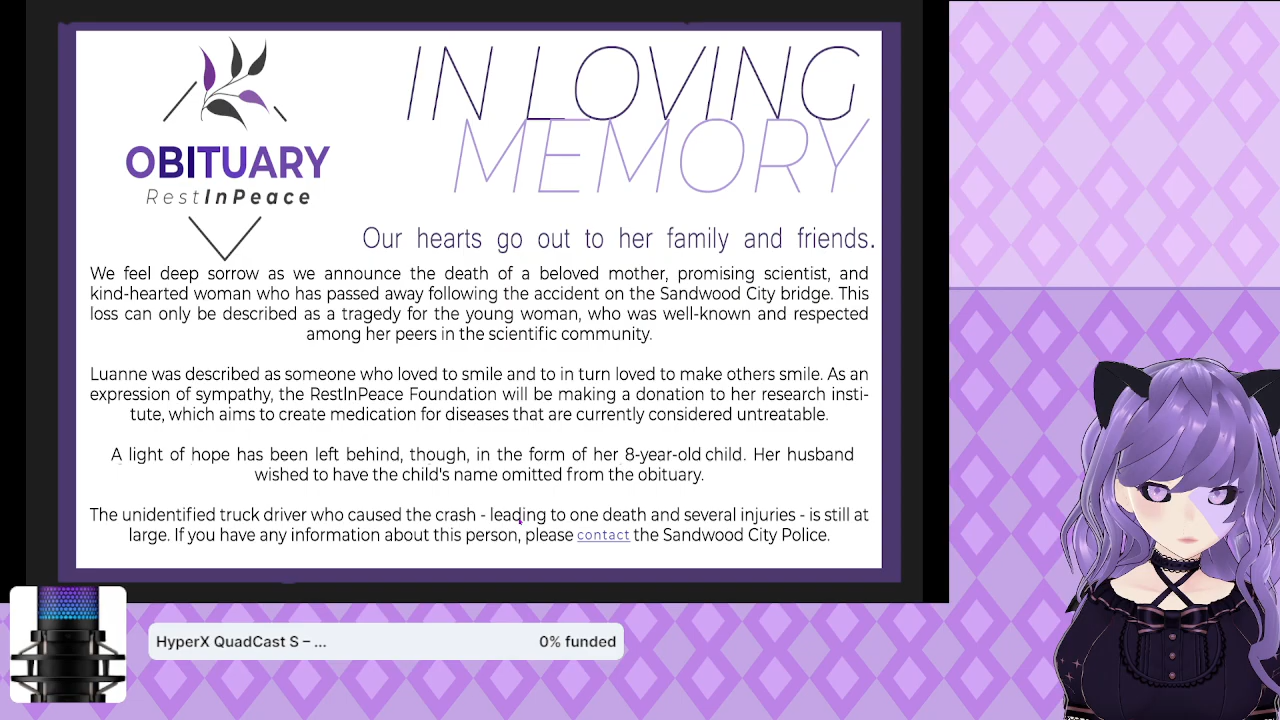 IN LOVING
MEMORY
OBITUARY
RestInPeace
Our hearts go out to her family and friends.
We feel deep sorrow as we announce the death of a beloved mother, promising scientist, and
kind-hearted woman who has passed away following the accident on the Sandwood City bridge. This
loss can only be described as a tragedy for the young woman, who was well-known and respected
among her peers in the scientific community.
Luanne was described as someone who loved to smile and to in turn loved to make others smile. As an
expression of sympathy, the RestInPeace Foundation will be making a donation to her research insti-
tute, which aims to create medication for diseases that are currently considered untreatable.
A light of hope has been left behind, though, in the form of her 8-year-old child. Her husband
wished to have the child's name omitted from the obituary.
The unidentified truck driver who caused the crash - leading to one death and several injuries - is still at
large. If you have any information about this person, please contact the Sandwood City Police.
HyperX QuadCast S – ... 0% funded